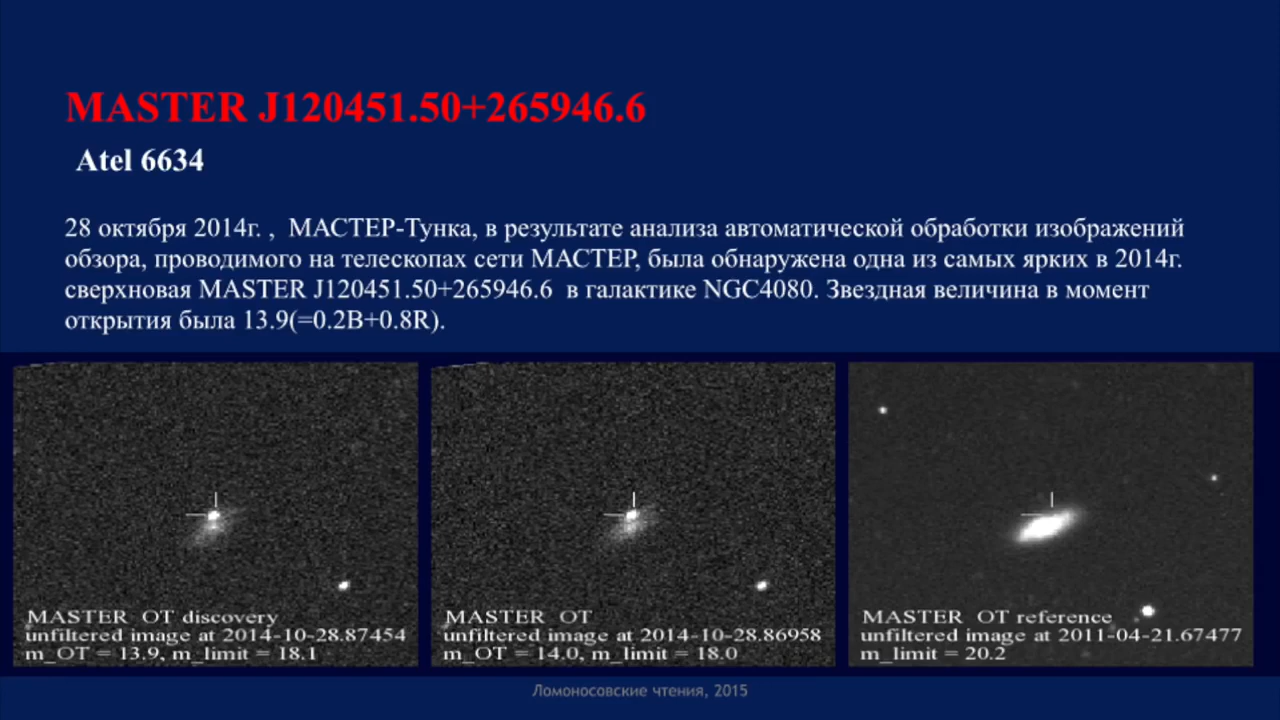 MASTER J120451.50+265946.6
Atel 6634
28 октября 2014г. , МАСТЕР-Тунка, в результате анализа автоматической обработки изображений
обзора, проводимого на телескопах сети МАСТЕР, была обнаружена одна из самых ярких в 2014г.
сверхновая MASTER J120451.50+265946.6 в галактике NGC4080. Звездная величина в момент
открытия была 13.9(=0.2B+0.8R).
MASTER OT discovery
unfiltered image at 2014-10-28.87454
m_OT = 13.9, m_limit = 18.1
MASTER OT
unfiltered image at 2014-10-28.86958
m_OT = 14.0, m_limit = 18.0
MASTER OT reference
unfiltered image at 2011-04-21.67477
m_limit = 20.2
Ломоносовские чтения, 2015